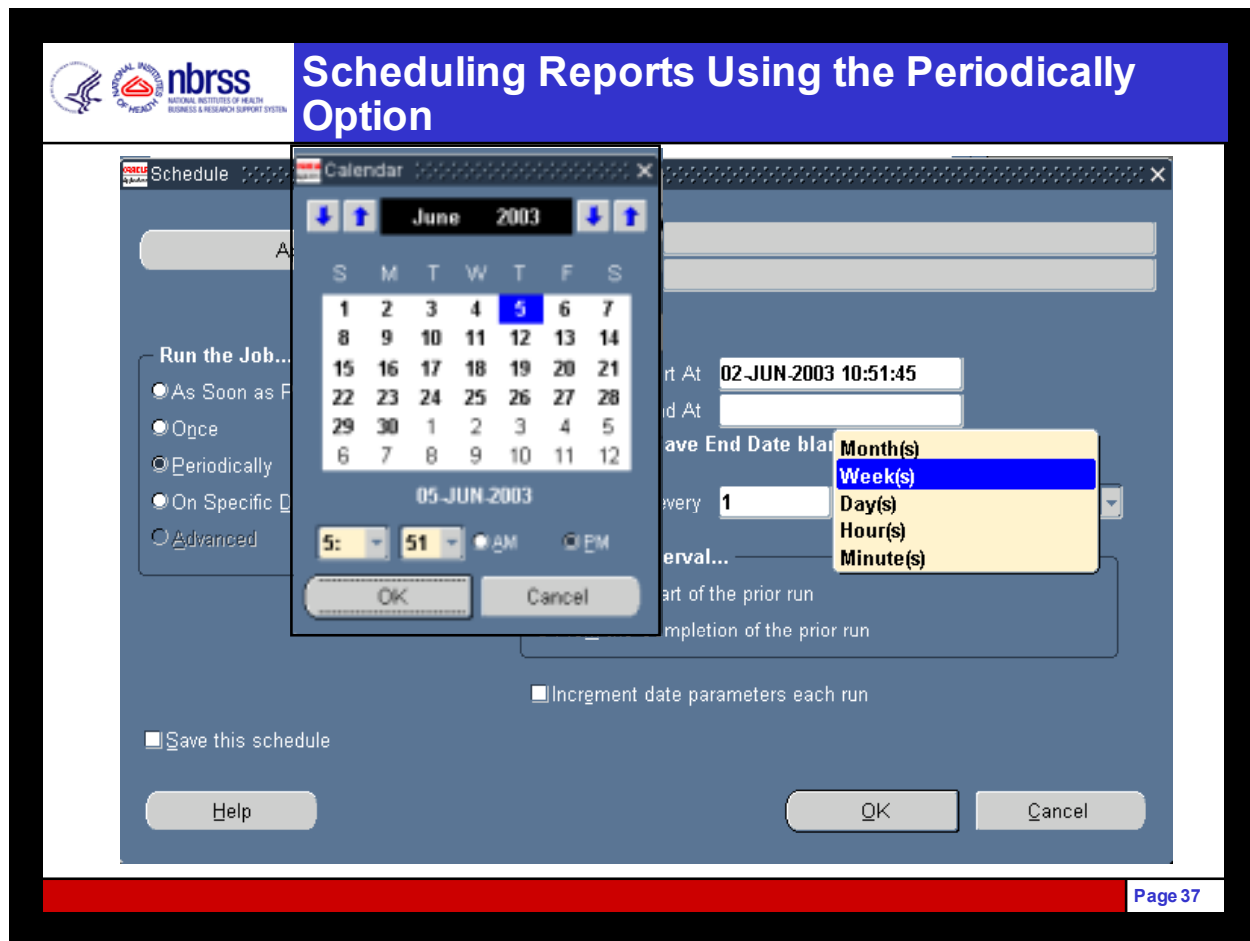 nbrss
NATIONAL INSTITUTES OF HEALTH
BUSINESS & RESEARCH SUPPORT SYSTEM
NATIONAL INSTITUTES
OF HEALTH
Scheduling Reports Using the Periodically
Option
Schedule
Calendar
June 2003
S M T W T F S
1 2 3 4 5 6 7
8 9 10 11 12 13 14
15 16 17 18 19 20 21
22 23 24 25 26 27 28
29 30 1 2 3 4 5
6 7 8 9 10 11 12
05-JUN-2003
5: 51 AM PM
OK Cancel
A
Run the Job...
As Soon as P
Once
Periodically
On Specific D
Advanced
rt At 02-JUN-2003 10:51:45
d At
ave End Date bla
every 1
Month(s)
Week(s)
Day(s)
Hour(s)
Minute(s)
erval...
art of the prior run
mpletion of the prior run
Increment date parameters each run
Save this schedule
Help OK Cancel
Page 37